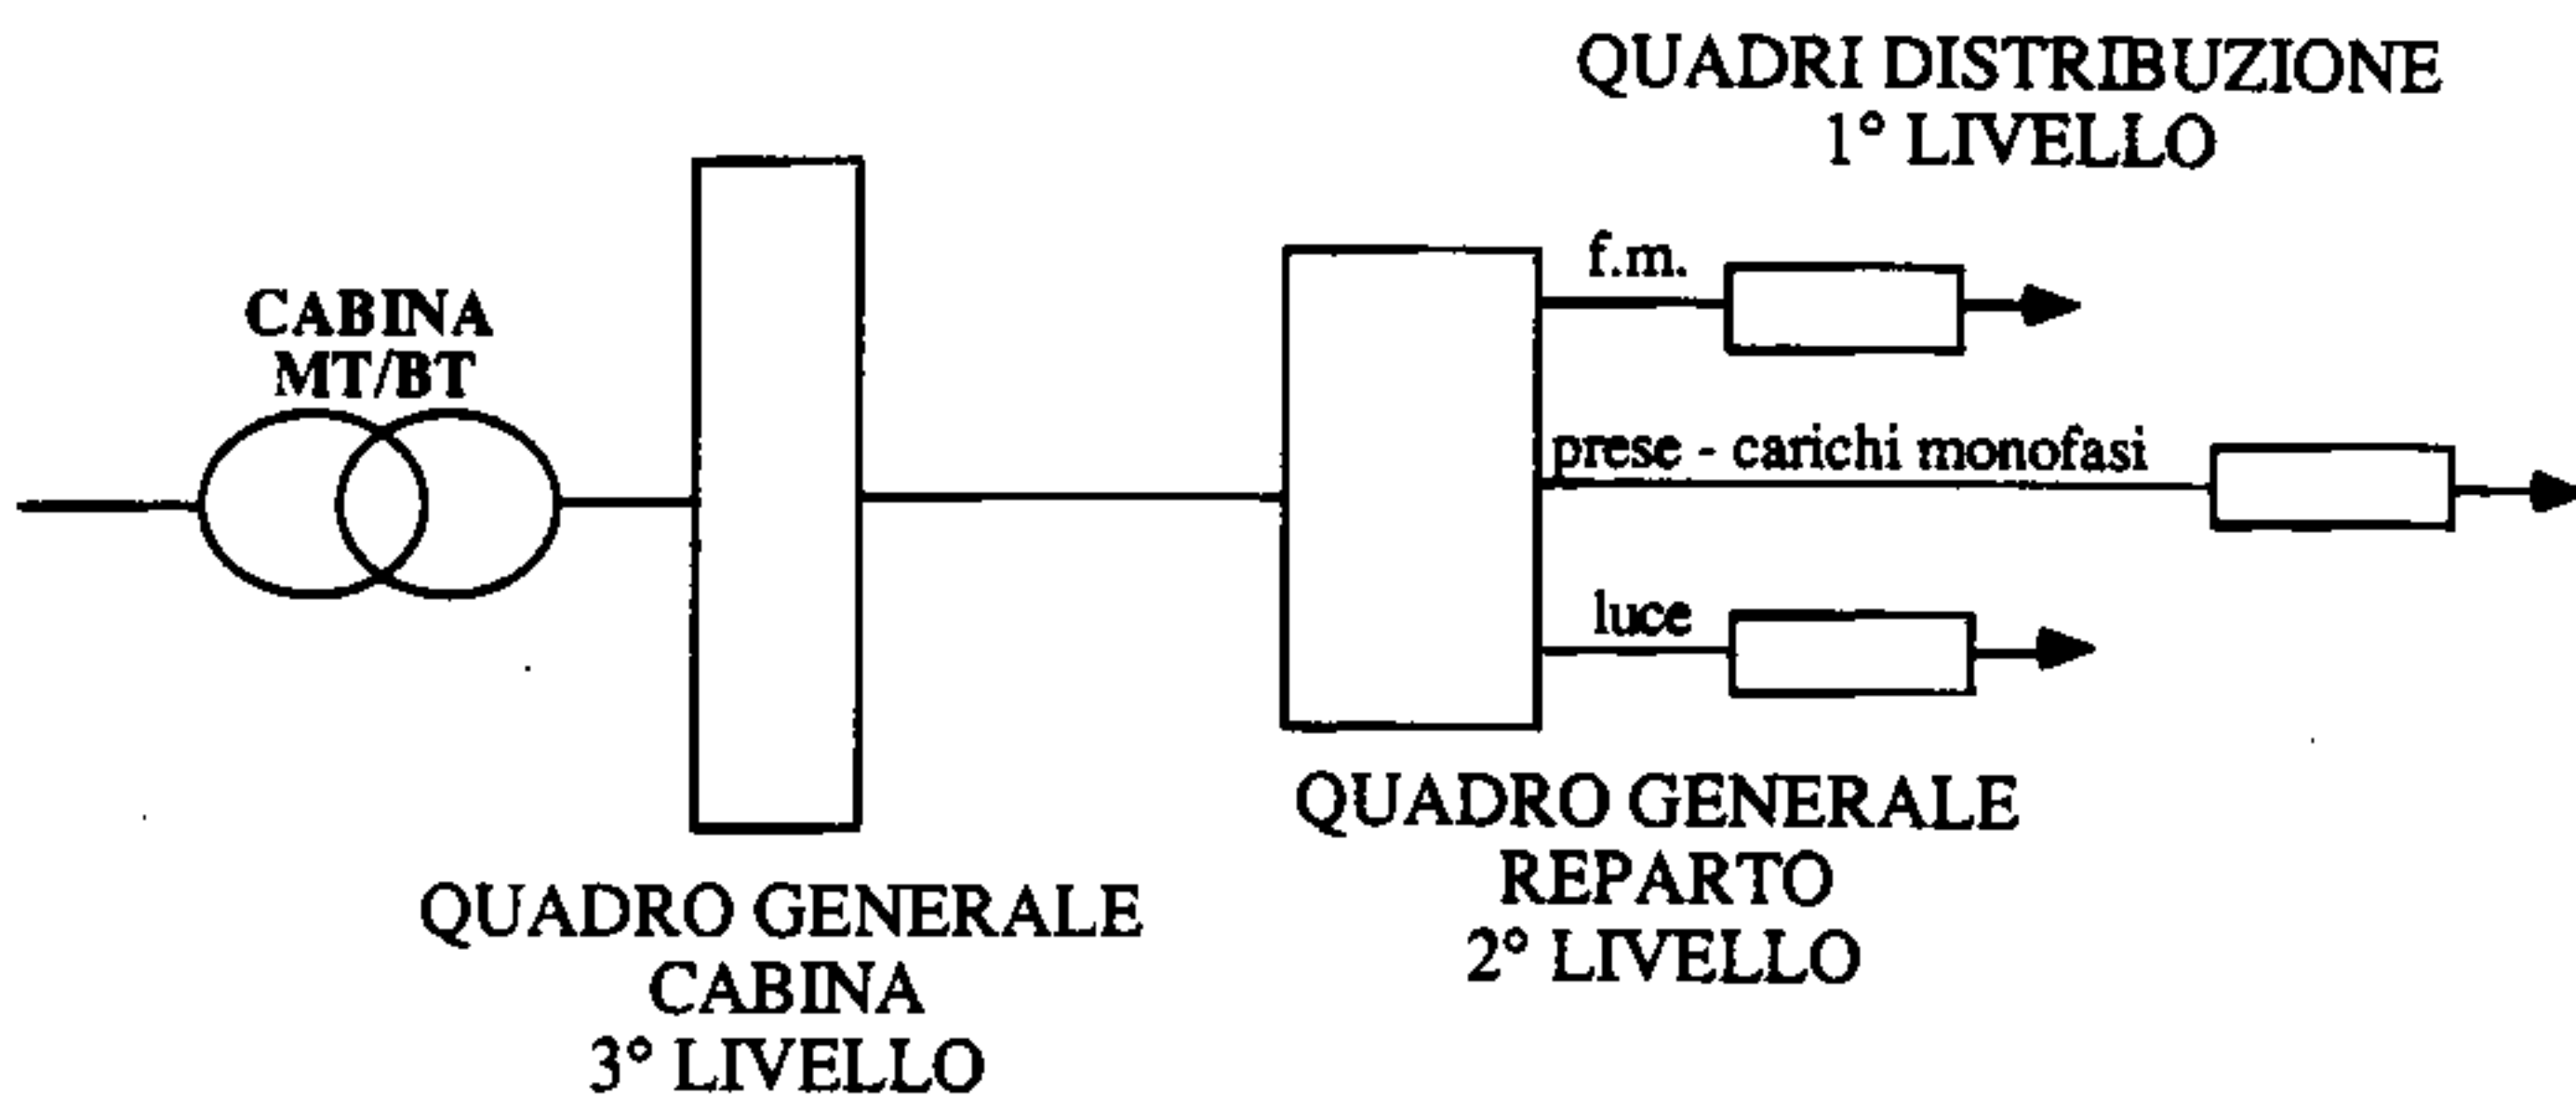 QUADRI DISTRIBUZIONE
1° LIVELLO
CABINA
MT/BT
f.m.
prese - carichi monofasi
luce
QUADRO GENERALE
REPARTO
2° LIVELLO
QUADRO GENERALE
CABINA
3° LIVELLO